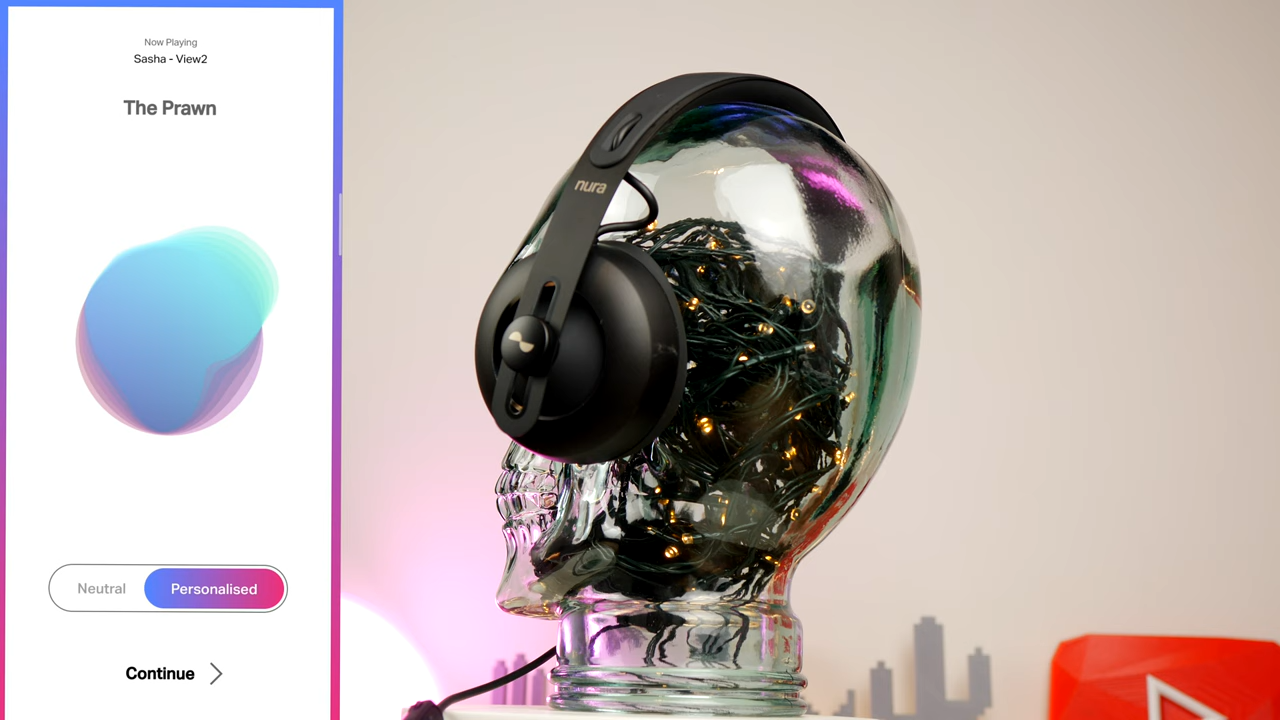 Now Playing
Sasha - View2
The Prawn
Neutral
Personalised
Continue
nura